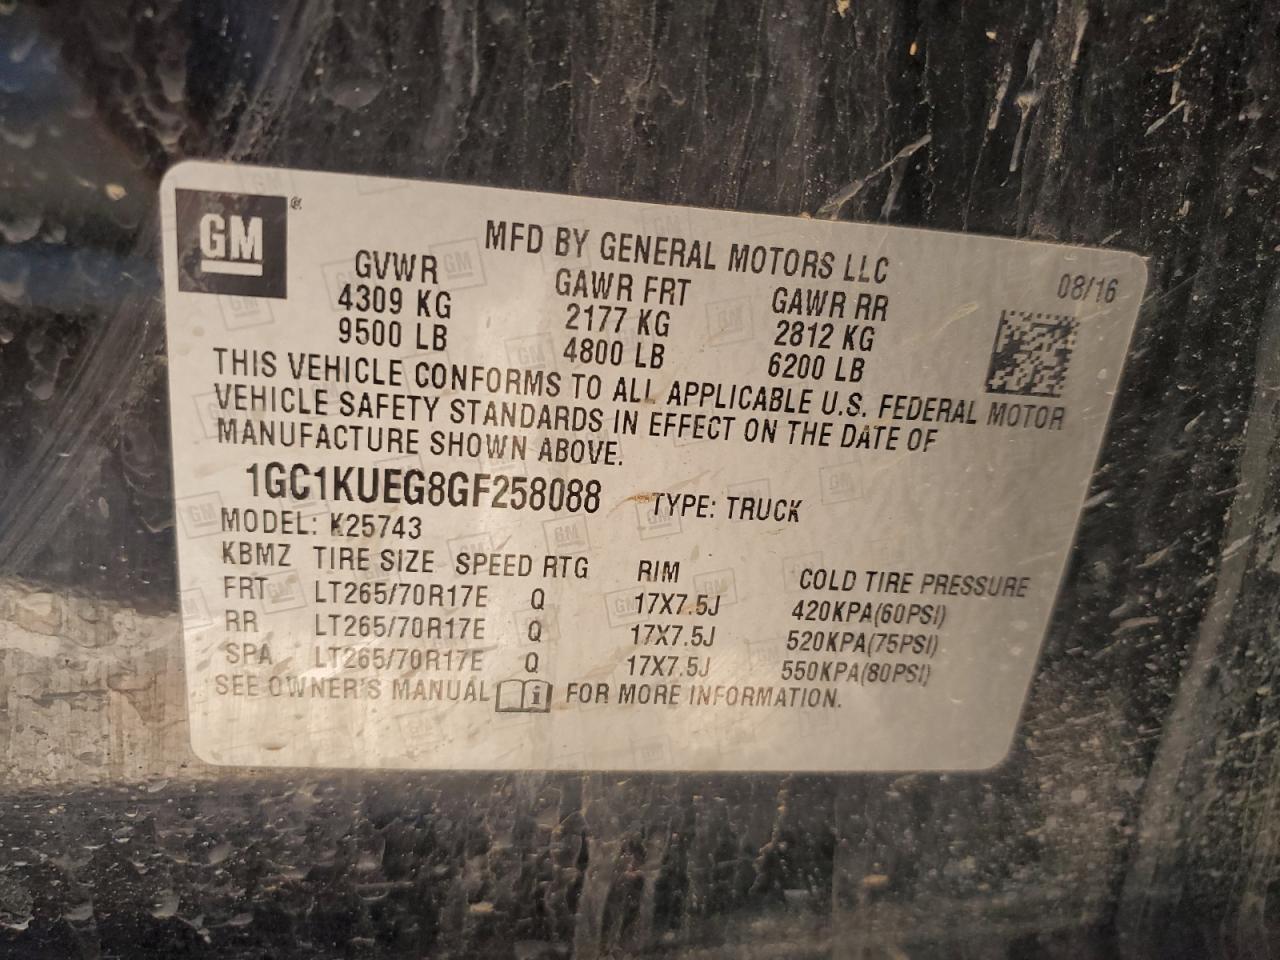 GM
MFD BY GENERAL MOTORS LLC
08/16
GVWR GAWR FRT GAWR RR
4309 KG 2177 KG 2812 KG
9500 LB 4800 LB 6200 LB
THIS VEHICLE CONFORMS TO ALL APPLICABLE U.S. FEDERAL MOTOR
VEHICLE SAFETY STANDARDS IN EFFECT ON THE DATE OF
MANUFACTURE SHOWN ABOVE.
1GC1KUEG8GF258088 TYPE: TRUCK
MODEL: K25743
KBMZ TIRE SIZE SPEED RTG RIM COLD TIRE PRESSURE
FRT LT265/70R17E Q 17X7.5J 420KPA(60PSI)
RR LT265/70R17E Q 17X7.5J 520KPA(75PSI)
SPA LT265/70R17E Q 17X7.5J 550KPA(80PSI)
SEE OWNER'S MANUAL i FOR MORE INFORMATION.